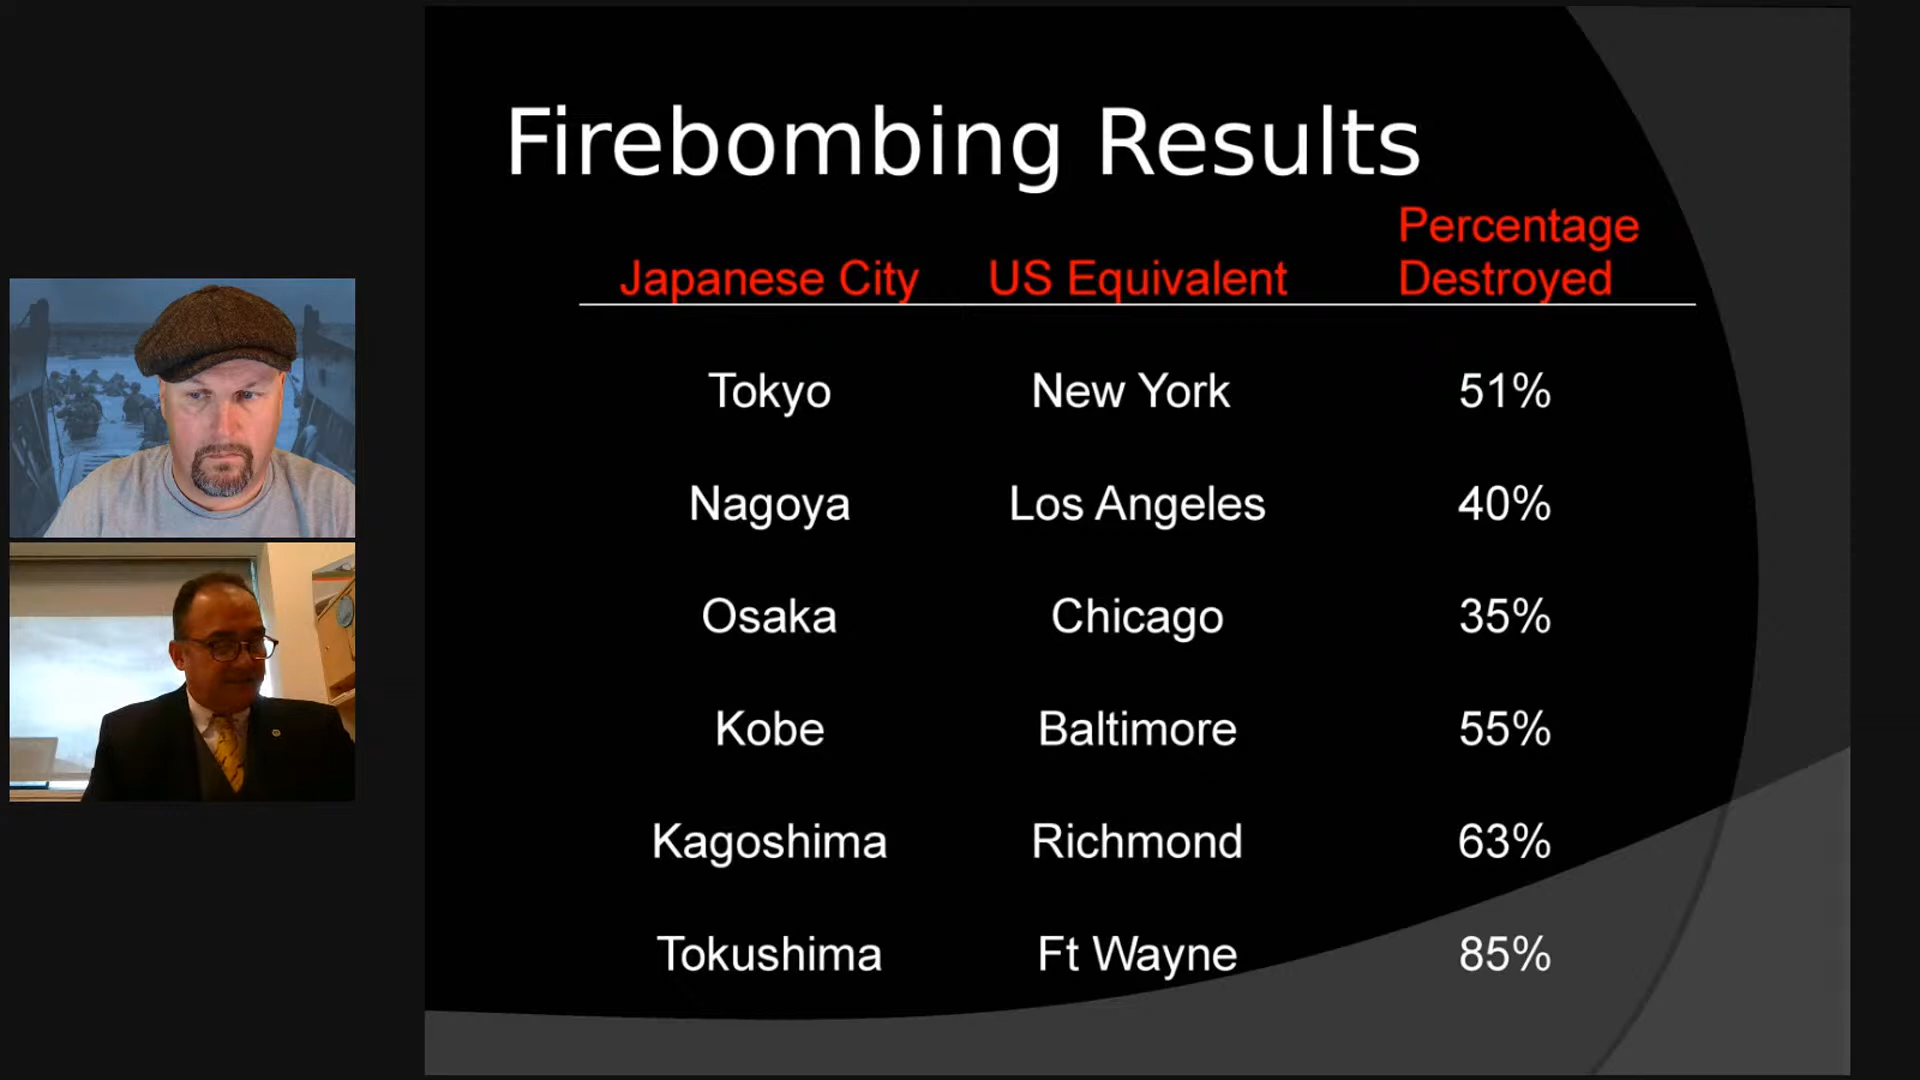 Firebombing Results
Percentage
Japanese City US Equivalent Destroyed
Tokyo New York 51%
Nagoya Los Angeles 40%
Osaka Chicago 35%
Kobe Baltimore 55%
Kagoshima Richmond 63%
Tokushima Ft Wayne 85%